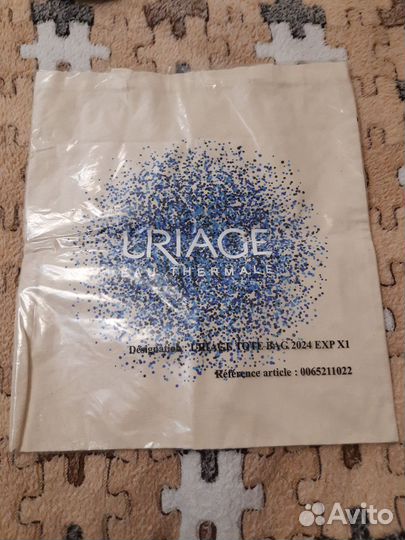 URIAGE
EAU THERMALE
Désignation : URIAGE TOTE BAG 2024 EXP X1
Référence article : 0065211022
Avito